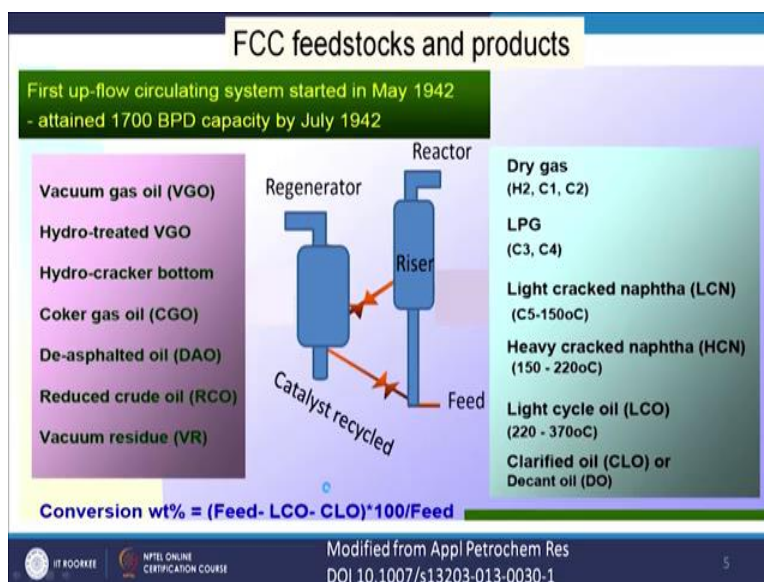 FCC feedstocks and products
First up-flow circulating system started in May 1942
- attained 1700 BPD capacity by July 1942
Vacuum gas oil (VGO)
Hydro-treated VGO
Hydro-cracker bottom
Coker gas oil (CGO)
De-asphalted oil (DAO)
Reduced crude oil (RCO)
Vacuum residue (VR)
Reactor
Regenerator
Riser
Feed
Catalyst recycled
Dry gas
(H2, C1, C2)
LPG
(C3, C4)
Light cracked naphtha (LCN)
(C5-150oC)
Heavy cracked naphtha (HCN)
(150 - 220oC)
Light cycle oil (LCO)
(220 - 370oC)
Clarified oil (CLO) or
Decant oil (DO)
Conversion wt% = (Feed- LCO- CLO)*100/Feed
IIT ROORKEE
NPTEL ONLINE
CERTIFICATION COURSE
Modified from Appl Petrochem Res
DOI 10.1007/s13203-013-0030-1
5